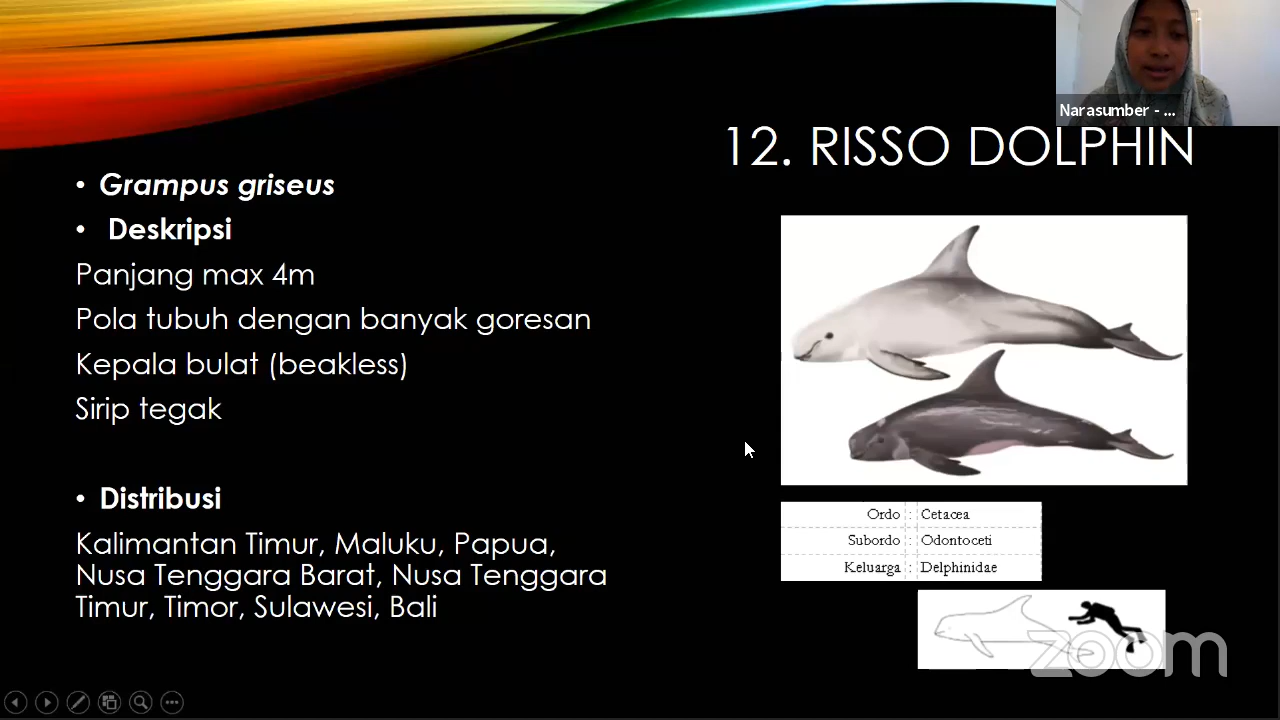 Narasumber - ...
12. RISSO DOLPHIN
• Grampus griseus
• Deskripsi
Panjang max 4m
Pola tubuh dengan banyak goresan
Kepala bulat (beakless)
Sirip tegak
• Distribusi
Kalimantan Timur, Maluku, Papua,
Nusa Tenggara Barat, Nusa Tenggara
Timur, Timor, Sulawesi, Bali
Ordo : Cetacea
Subordo : Odontoceti
Keluarga : Delphinidae
zoom